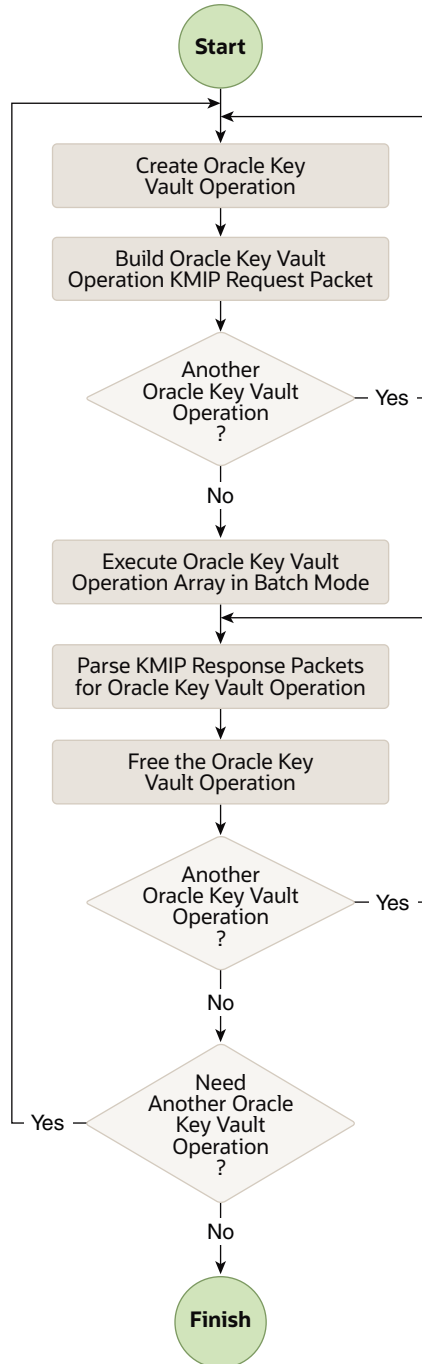 Start
Create Oracle Key
Vault Operation
Build Oracle Key Vault
Operation KMIP Request Packet
Another
Oracle Key Vault
Operation
?
Yes
No
Execute Oracle Key Vault
Operation Array in Batch Mode
Parse KMIP Response Packets
for Oracle Key Vault Operation
Free the Oracle Key
Vault Operation
Another
Oracle Key Vault
Operation
?
Yes
No
Need
Another Oracle
Key Vault
Operation
?
Yes
No
Finish